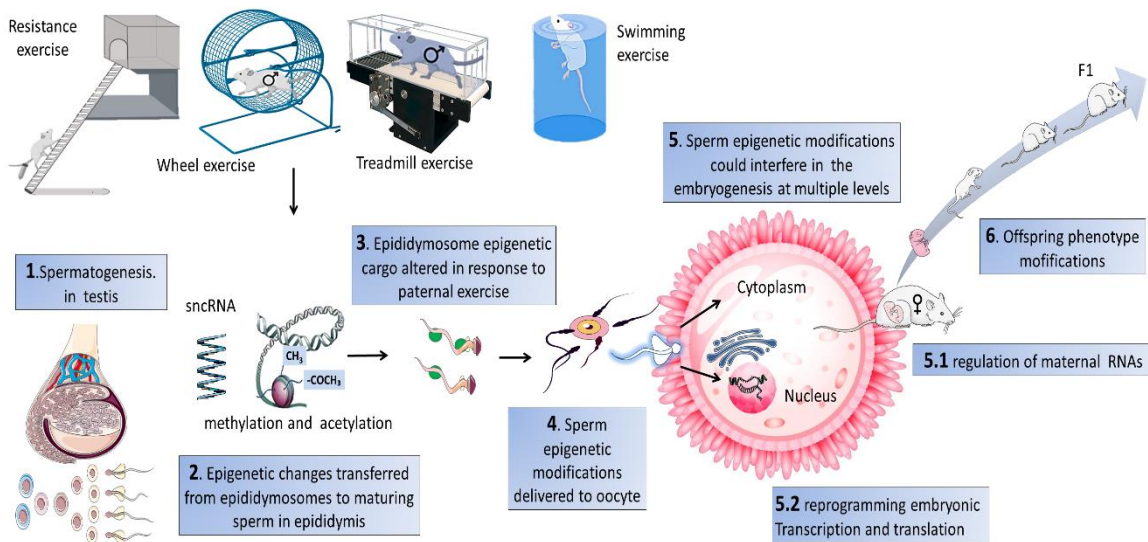 Resistance
exercise
Wheel exercise
Treadmill exercise
Swimming
exercise
F1
1.Spermatogenesis.
in testis
sncRNA
CH₃
-COCH₃
methylation and acetylation
2. Epigenetic changes transferred
from epididymosomes to maturing
sperm in epididymis
3. Epididymosome epigenetic
cargo altered in response to
paternal exercise
4. Sperm
epigenetic
modifications
delivered to oocyte
5. Sperm epigenetic modifications
could interfere in the
embryogenesis at multiple levels
Cytoplasm
Nucleus
5.1 regulation of maternal RNAs
5.2 reprogramming embryonic
Transcription and translation
6. Offspring phenotype
mofifications